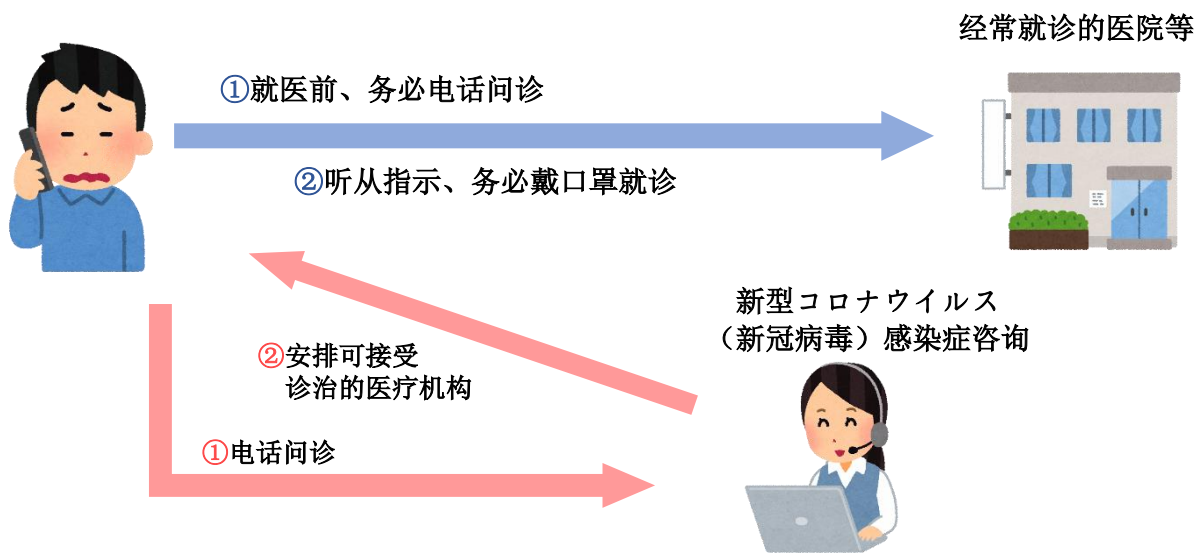 经常就诊的医院等
①就医前、务必电话问诊
②听从指示、务必戴口罩就诊
新型コロナウイルス
（新冠病毒）感染症咨询
②安排可接受
诊治的医疗机构
①电话问诊